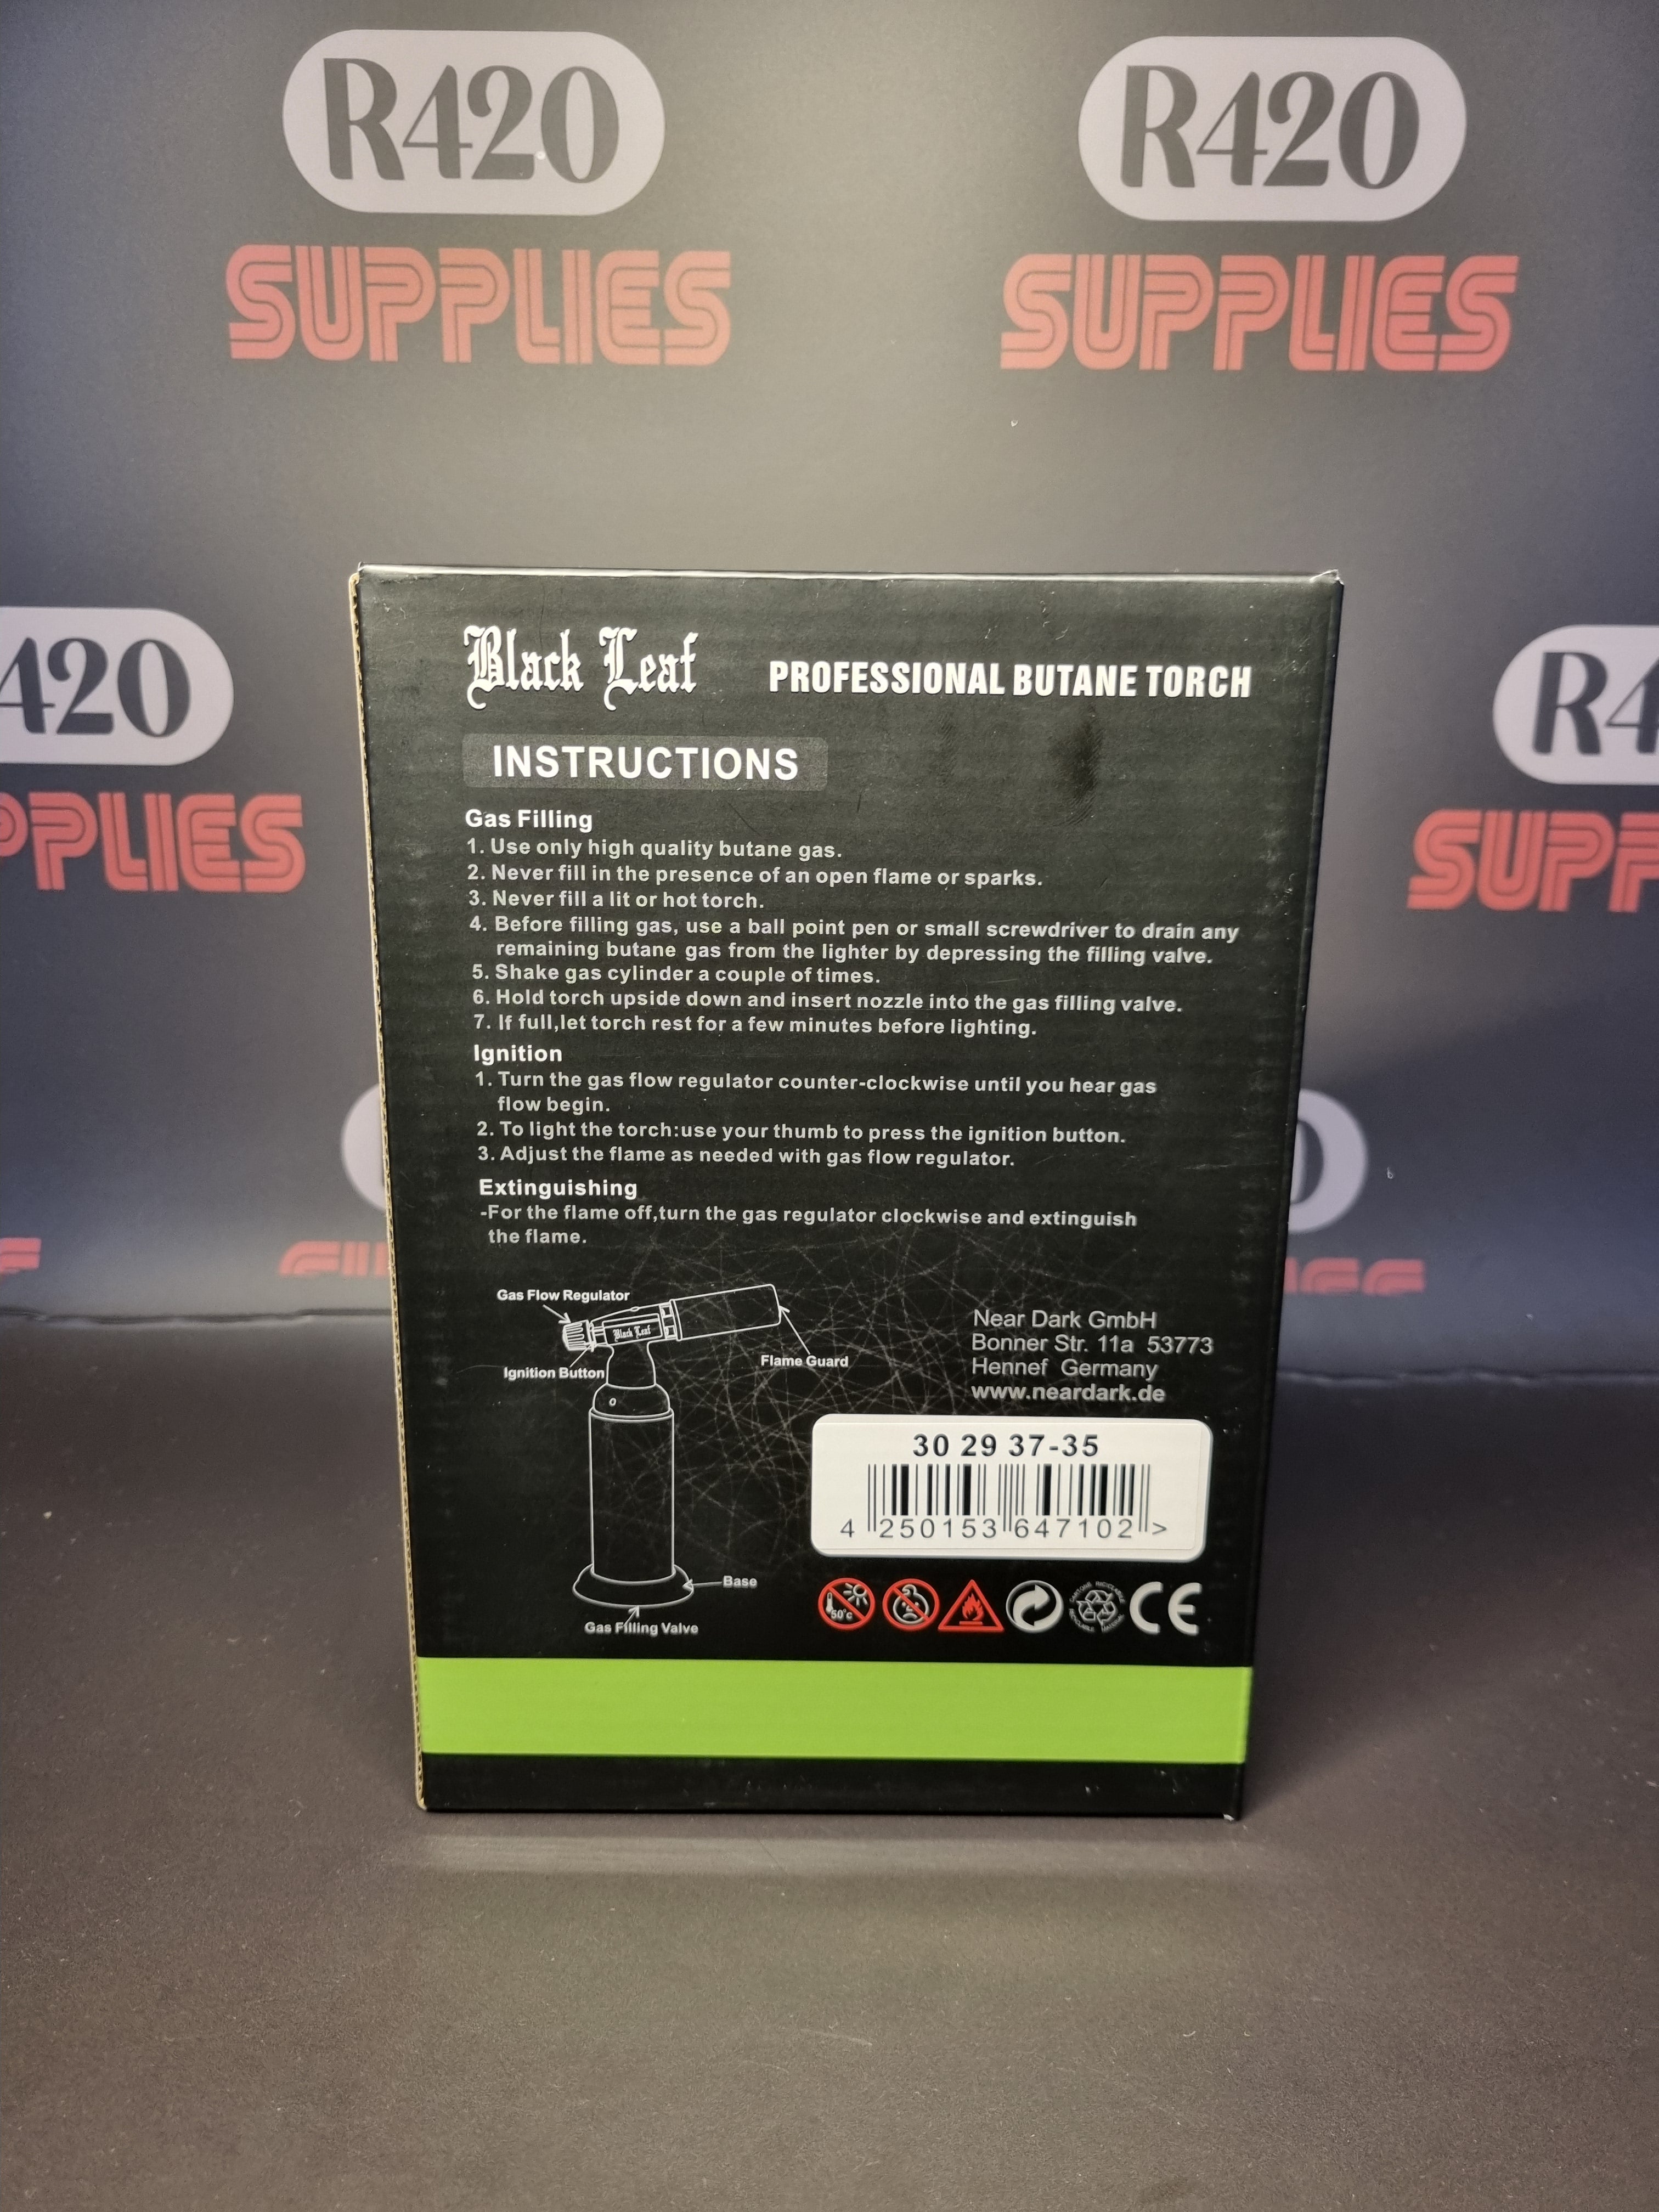 R420 R420
SUPPLIES SUPPLIES
420 R4
PPLIES SUPP
Black Leaf PROFESSIONAL BUTANE TORCH
INSTRUCTIONS
Gas Filling
1. Use only high quality butane gas.
2. Never fill in the presence of an open flame or sparks.
3. Never fill a lit or hot torch.
4. Before filling gas, use a ball point pen or small screwdriver to drain any
remaining butane gas from the lighter by depressing the filling valve.
5. Shake gas cylinder a couple of times.
6. Hold torch upside down and insert nozzle into the gas filling valve.
7. If full,let torch rest for a few minutes before lighting.
Ignition
1. Turn the gas flow regulator counter-clockwise until you hear gas
flow begin.
2. To light the torch:use your thumb to press the ignition button.
3. Adjust the flame as needed with gas flow regulator.
Extinguishing
-For the flame off,turn the gas regulator clockwise and extinguish
the flame.
Gas Flow Regulator
Black Leaf
Ignition Button
Flame Guard
Base
Gas Filling Valve
Near Dark GmbH
Bonner Str. 11a 53773
Hennef Germany
www.neardark.de
30 29 37-35
4 250153 647102 >
50°c
CE